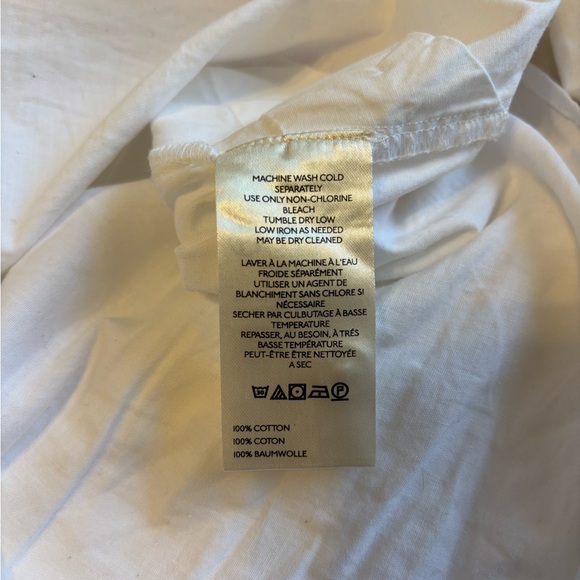 MACHINE WASH COLD
SEPARATELY
USE ONLY NON-CHLORINE
BLEACH
TUMBLE DRY LOW
LOW IRON AS NEEDED
MAY BE DRY CLEANED
LAVER À LA MACHINE À L'EAU
FROIDE SÉPARÉMENT
UTILISER UN AGENT DE
BLANCHIMENT SANS CHLORE SI
NÉCESSAIRE
SECHER PAR CULBUTAGE À BASSE
TEMPERATURE
REPASSER, AU BESOIN, À TRÉS
BASSE TEMPÉRATURE
PEUT-ÊTRE ÊTRE NETTOYÉE
A SEC
30 P
100% COTTON
100% COTON
100% BAUMWOLLE